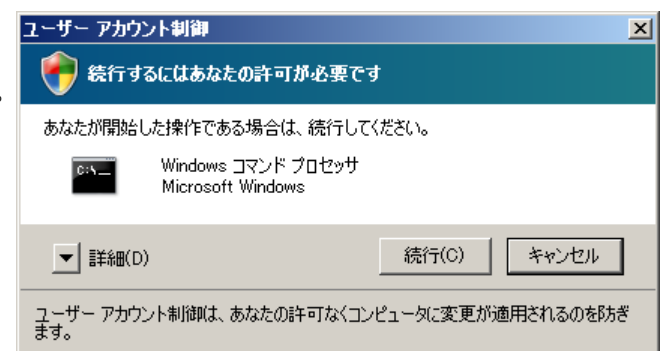 ユーザー アカウント制御
続行するにはあなたの許可が必要です
あなたが開始した操作である場合は、続行してください。
C:\_
Windows コマンド プロセッサ
Microsoft Windows
詳細(D)
続行(C)
キャンセル
ユーザー アカウント制御は、あなたの許可なくコンピュータに変更が適用されるのを防ぎ
ます。